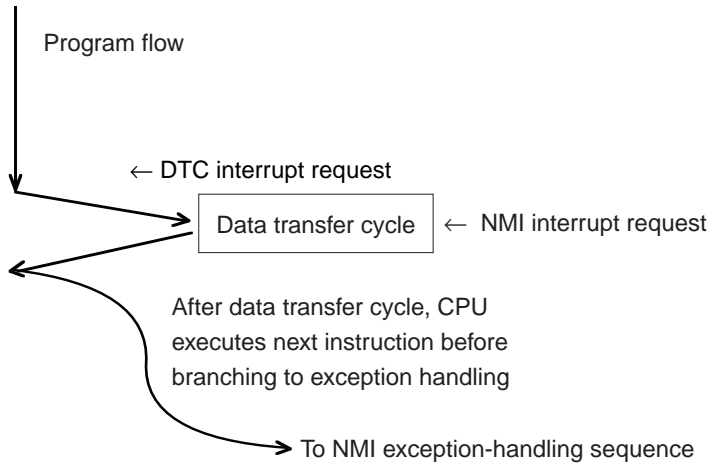 Program flow
← DTC interrupt request
Data transfer cycle
← NMI interrupt request
After data transfer cycle, CPU
executes next instruction before
branching to exception handling
To NMI exception-handling sequence